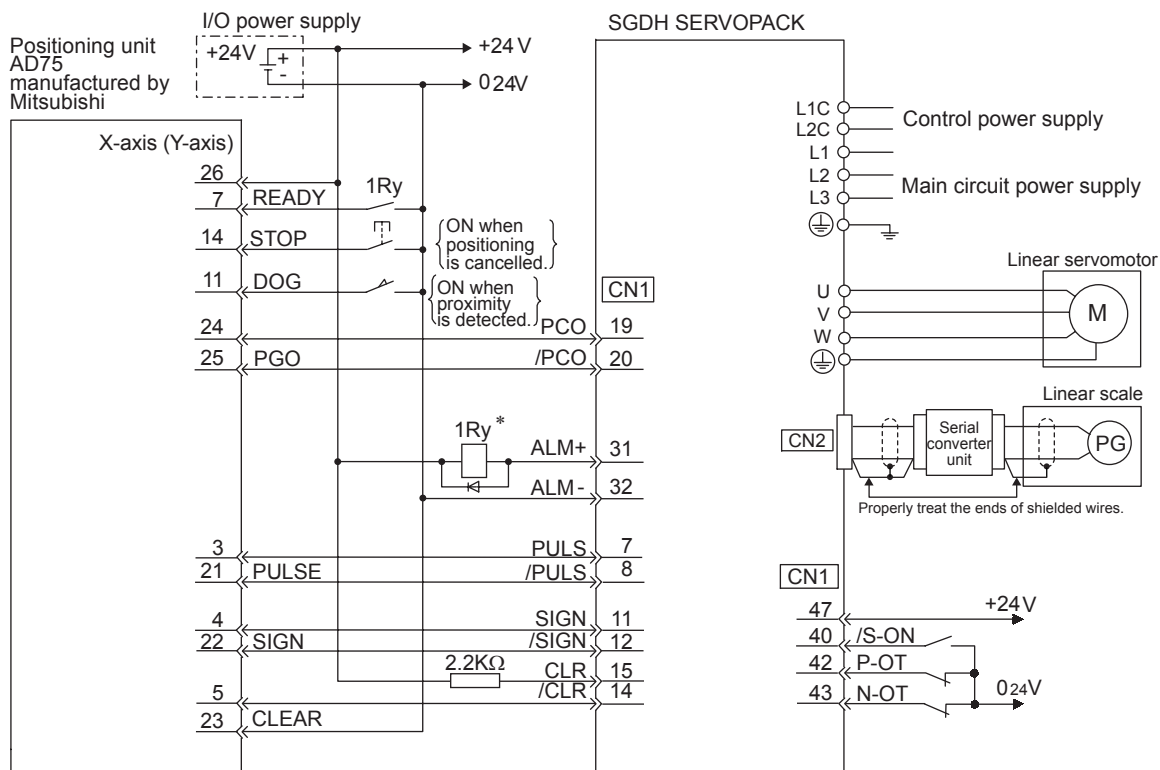 I/O power supply
SGDH SERVOPACK
Positioning unit
AD75
manufactured by
Mitsubishi
+24V
+
-
+24 V
0 24V
X-axis (Y-axis)
26
7 READY 1Ry
14 STOP
ON when
positioning
is cancelled.
11 DOG
ON when
proximity
is detected.
CN1
24 PCO 19
25 PGO /PCO 20
1Ry *
ALM+ 31
ALM - 32
3 PULS 7
21 PULSE /PULS 8
4 SIGN 11
22 SIGN /SIGN 12
2.2KΩ CLR 15
5 /CLR 14
23 CLEAR
L1C
L2C
Control power supply
L1
L2
L3
Main circuit power supply
Linear servomotor
U
V
W
M
Linear scale
CN2
Serial
converter
unit
PG
Properly treat the ends of shielded wires.
CN1
47 +24 V
40 /S-ON
42 P-OT
43 N-OT
0 24V